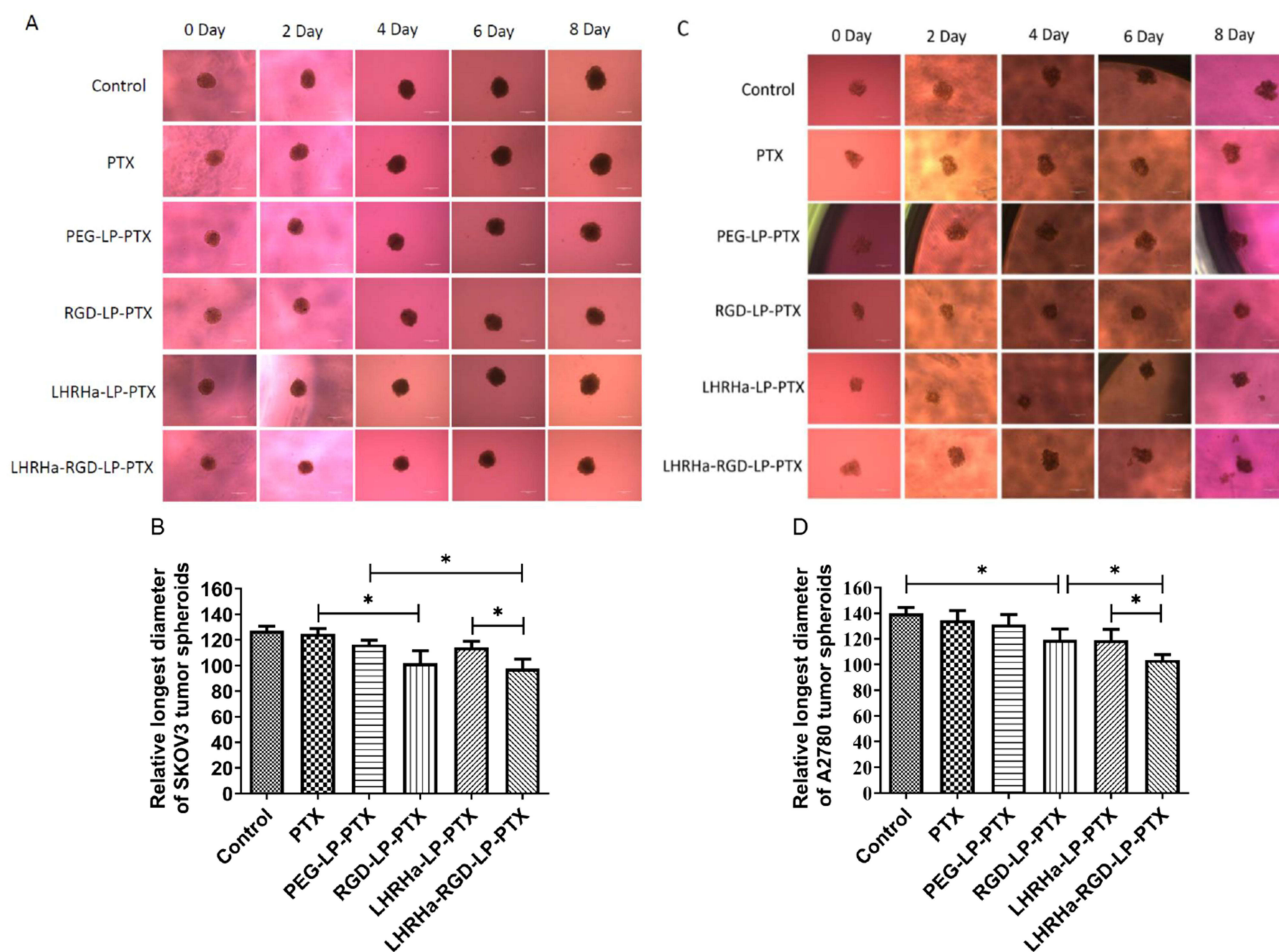 A
0 Day 2 Day 4 Day 6 Day 8 Day
Control
PTX
PEG-LP-PTX
RGD-LP-PTX
LHRHa-LP-PTX
LHRHa-RGD-LP-PTX
C
0 Day 2 Day 4 Day 6 Day 8 Day
Control
PTX
PEG-LP-PTX
RGD-LP-PTX
LHRHa-LP-PTX
LHRHa-RGD-LP-PTX
B
Relative longest diameter
of SKOV3 tumor spheroids
160
140
120
100
80
60
40
20
0
*
*
*
Control
PTX
PEG-LP-PTX
RGD-LP-PTX
LHRHa-LP-PTX
LHRHa-RGD-LP-PTX
D
Relative longest diameter
of A2780 tumor spheroids
160
140
120
100
80
60
40
20
0
*
*
*
Control
PTX
PEG-LP-PTX
RGD-LP-PTX
LHRHa-LP-PTX
LHRHa-RGD-LP-PTX